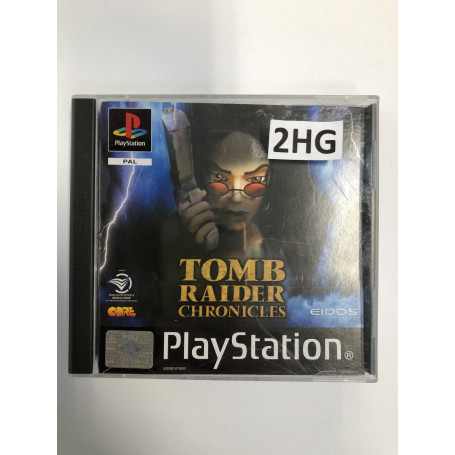 PlayStation
PAL
2HG
TOMB
RAIDER
CHRONICLES
CORE
EIDOS
PlayStation®